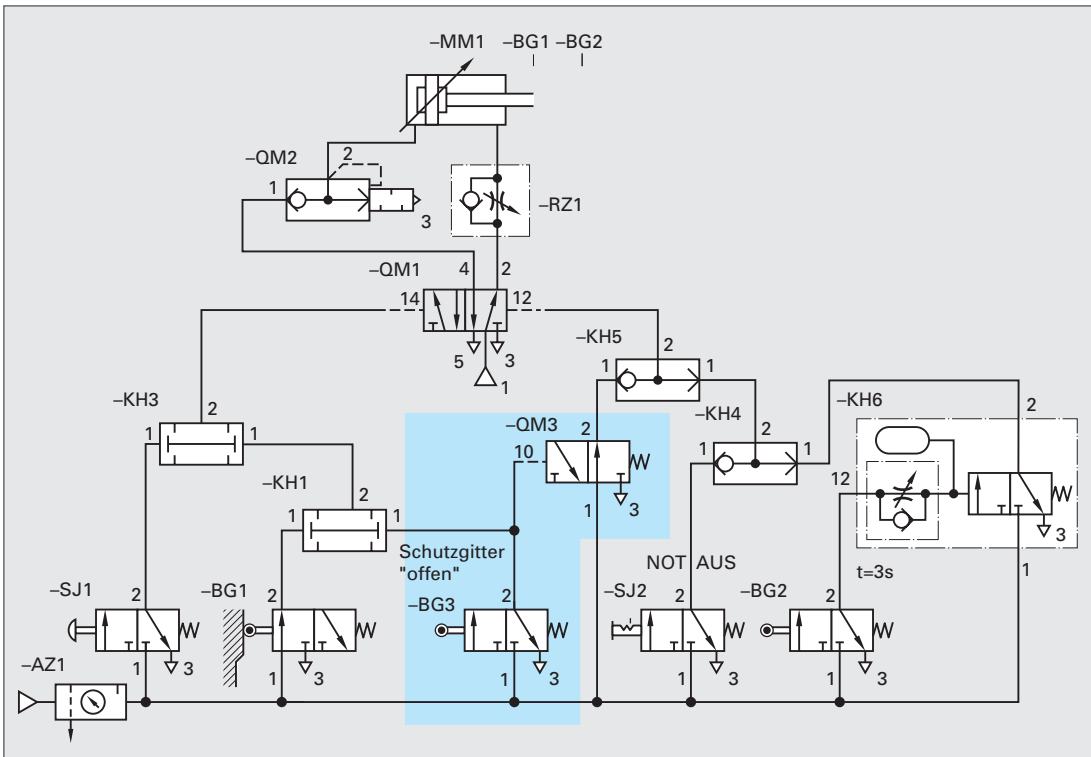 –MM1 –BG1 –BG2
–QM2 2
1
3
–RZ1
–QM1 4 2
14 12
5 3
1
–KH5
2
1 1
–KH3
2
1 1
–KH4
2
1 1
–KH6
2
–QM3
2
10
1 3
–KH1
2
1 1
12
3
t=3s
1
Schutzgitter
"offen"
NOT AUS
–SJ1
2
1 3
–BG1
2
1 3
–BG3
2
1 3
–SJ2
2
1 3
–BG2
2
1 3
–AZ1